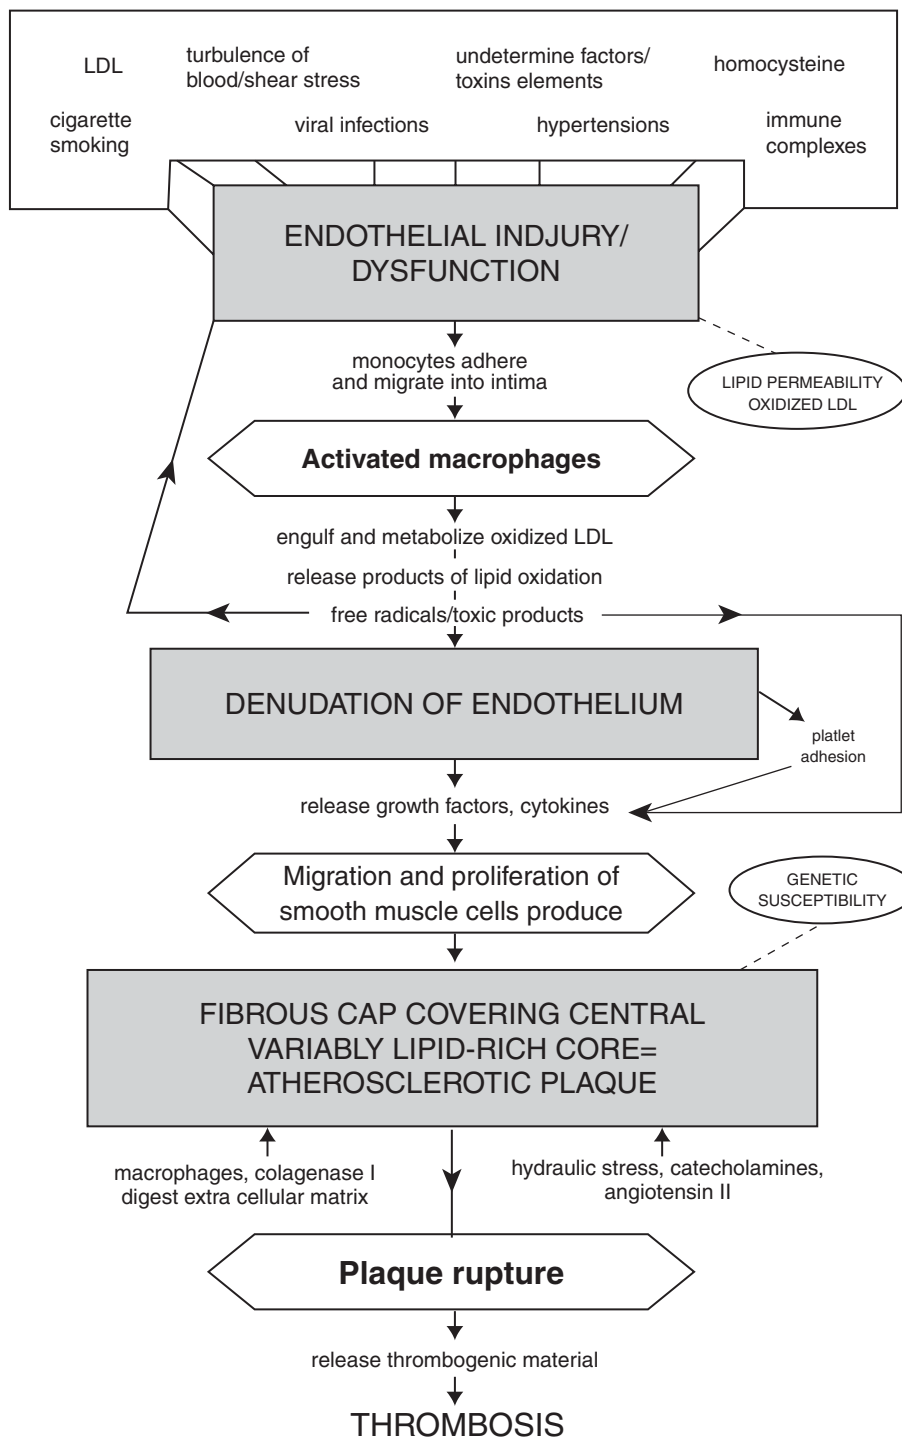 LDL
turbulence of
blood/shear stress
undetermine factors/
toxins elements
homocysteine
cigarette
smoking
viral infections
hypertensions
immune
complexes
ENDOTHELIAL INDJURY/
DYSFUNCTION
monocytes adhere
and migrate into intima
LIPID PERMEABILITY
OXIDIZED LDL
Activated macrophages
engulf and metabolize oxidized LDL
release products of lipid oxidation
free radicals/toxic products
DENUDATION OF ENDOTHELIUM
platlet
adhesion
release growth factors, cytokines
Migration and proliferation of
smooth muscle cells produce
GENETIC
SUSCEPTIBILITY
FIBROUS CAP COVERING CENTRAL
VARIABLY LIPID-RICH CORE=
ATHEROSCLEROTIC PLAQUE
macrophages, colagenase I
digest extra cellular matrix
hydraulic stress, catecholamines,
angiotensin II
Plaque rupture
release thrombogenic material
THROMBOSIS